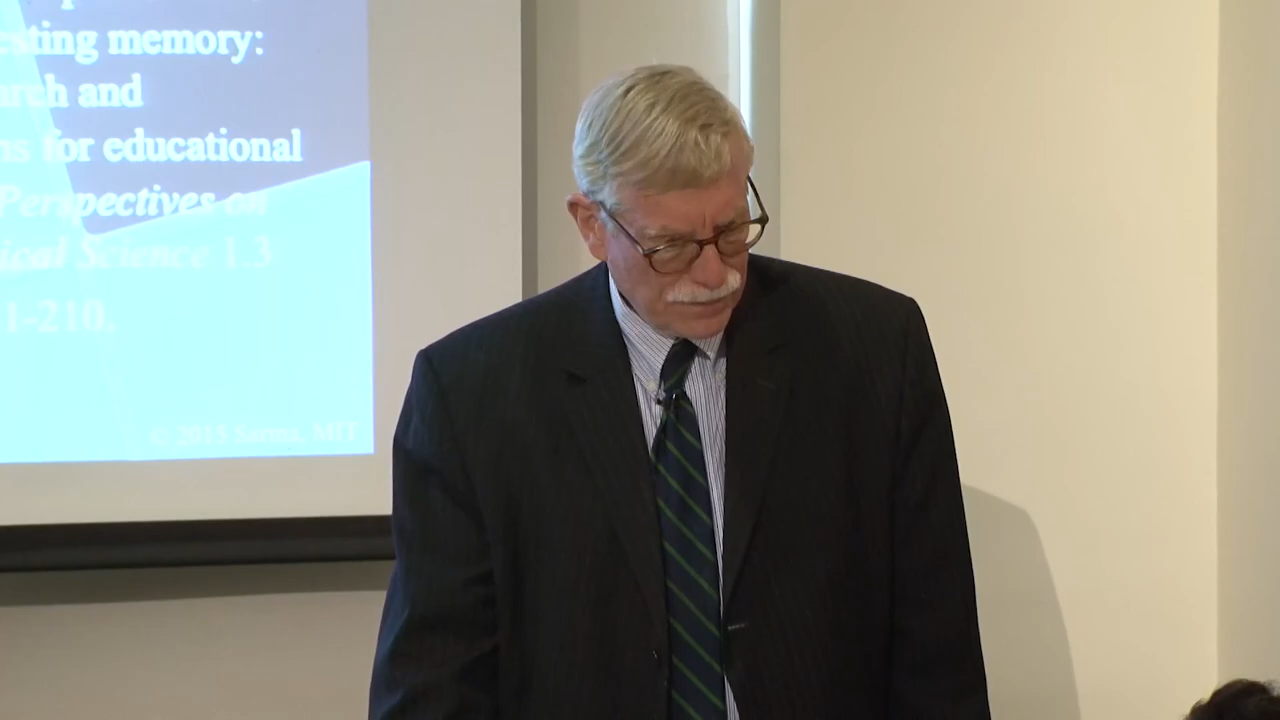 esting memory:
arch and
ns for educational
Perspectives on
ical Science 1.3
1-210.
© 2013 Sarma, MIT